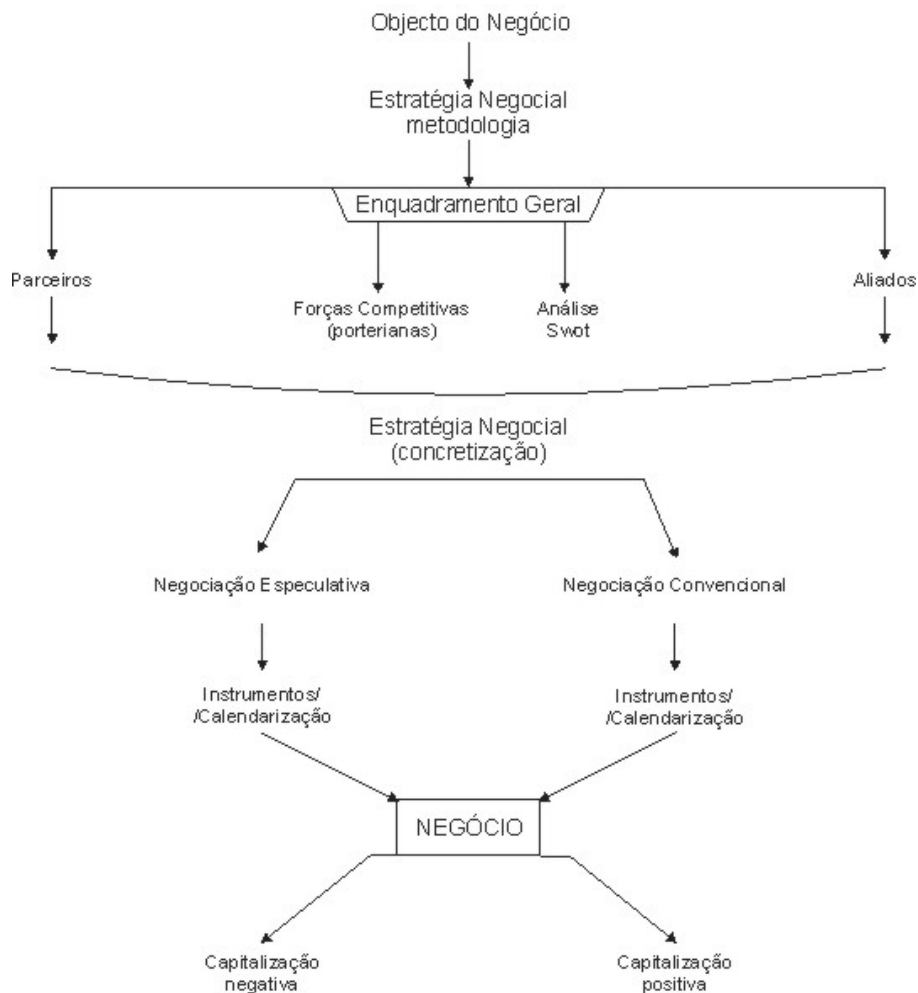 Objecto do Negócio
Estratégia Negocial
metodologia
Enquadramento Geral
Parceiros
Aliados
Forças Competitivas
(porterianas)
Análise
Swot
Estratégia Negocial
(concretização)
Negociação Especulativa
Negociação Convencional
Instrumentos/
/Calendarização
Instrumentos/
/Calendarização
NEGÓCIO
Capitalização
negativa
Capitalização
positiva